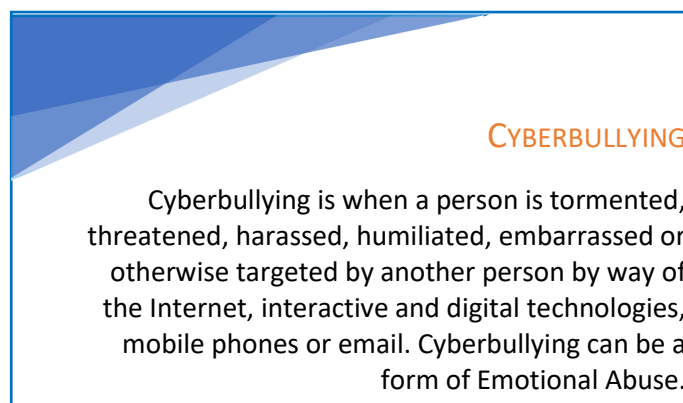 CYBERBULLYING
Cyberbullying is when a person is tormented,
threatened, harassed, humiliated, embarrassed or
otherwise targeted by another person by way of
the Internet, interactive and digital technologies,
mobile phones or email. Cyberbullying can be a
form of Emotional Abuse.